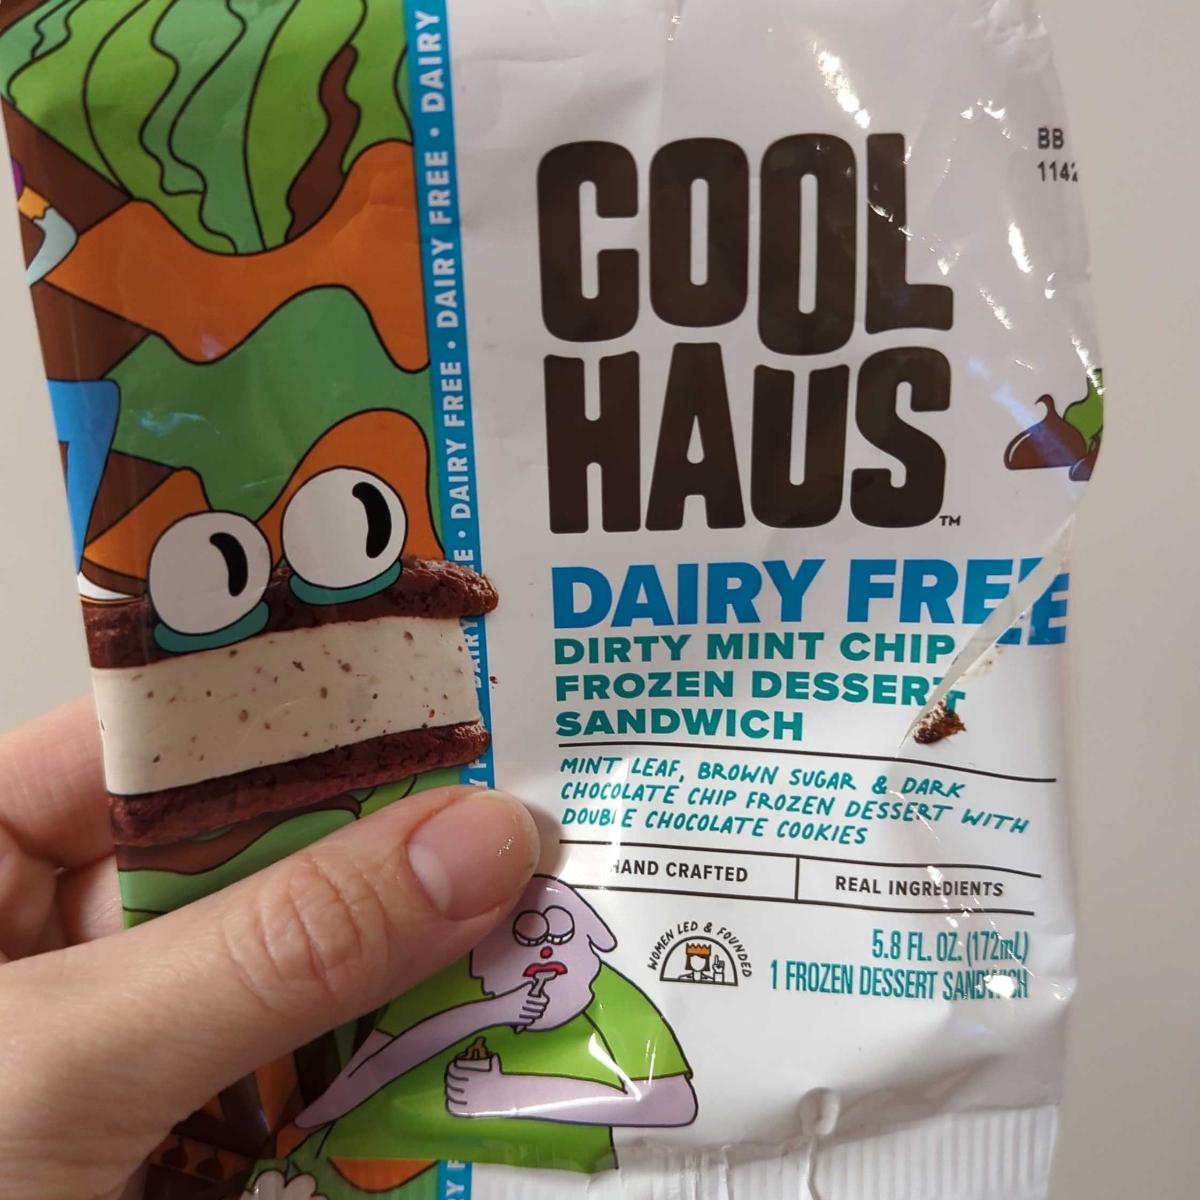 DAIRY FREE • DAIRY FREE • DAIRY FREE • DAIRY
COOL
HAUS™
BB
1142
DAIRY FREE
DIRTY MINT CHIP
FROZEN DESSERT
SANDWICH
MINT LEAF, BROWN SUGAR & DARK
CHOCOLATE CHIP FROZEN DESSERT WITH
DOUBLE CHOCOLATE COOKIES
HAND CRAFTED
REAL INGREDIENTS
WOMEN LED & FOUNDED
5.8 FL. OZ. (172mL)
1 FROZEN DESSERT SANDWICH